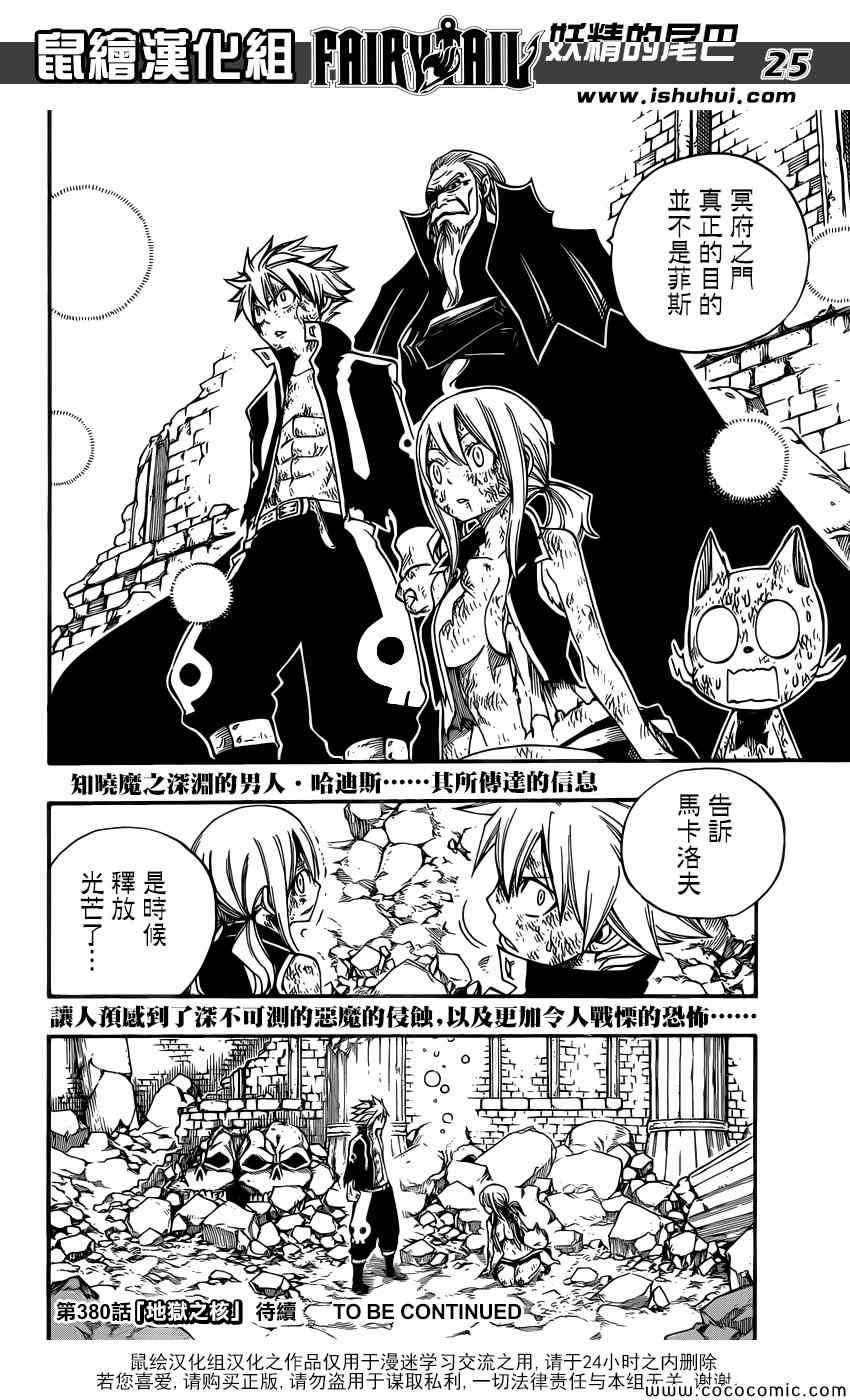 鼠繪漢化組
FAIRY TAIL
妖精的尾巴
25
www.ishuhui.com
冥府之門
真正的目的
並不是菲斯
知曉魔之深淵的男人·哈迪斯……其所傳達的信息
告訴
馬卡洛夫
是時候
釋放
光芒了…
讓人預感到了深不可測的惡魔的侵蝕,以及更加令人戰慄的恐怖……
第380話「地獄之核」 待續 TO BE CONTINUED
鼠绘汉化组汉化之作品仅用于漫迷学习交流之用, 请于24小时之内删除
若您喜爱, 请购买正版, 请勿盗用于谋取私利, 一切法律责任与本组无关, 谢谢.
www.cococomic.com